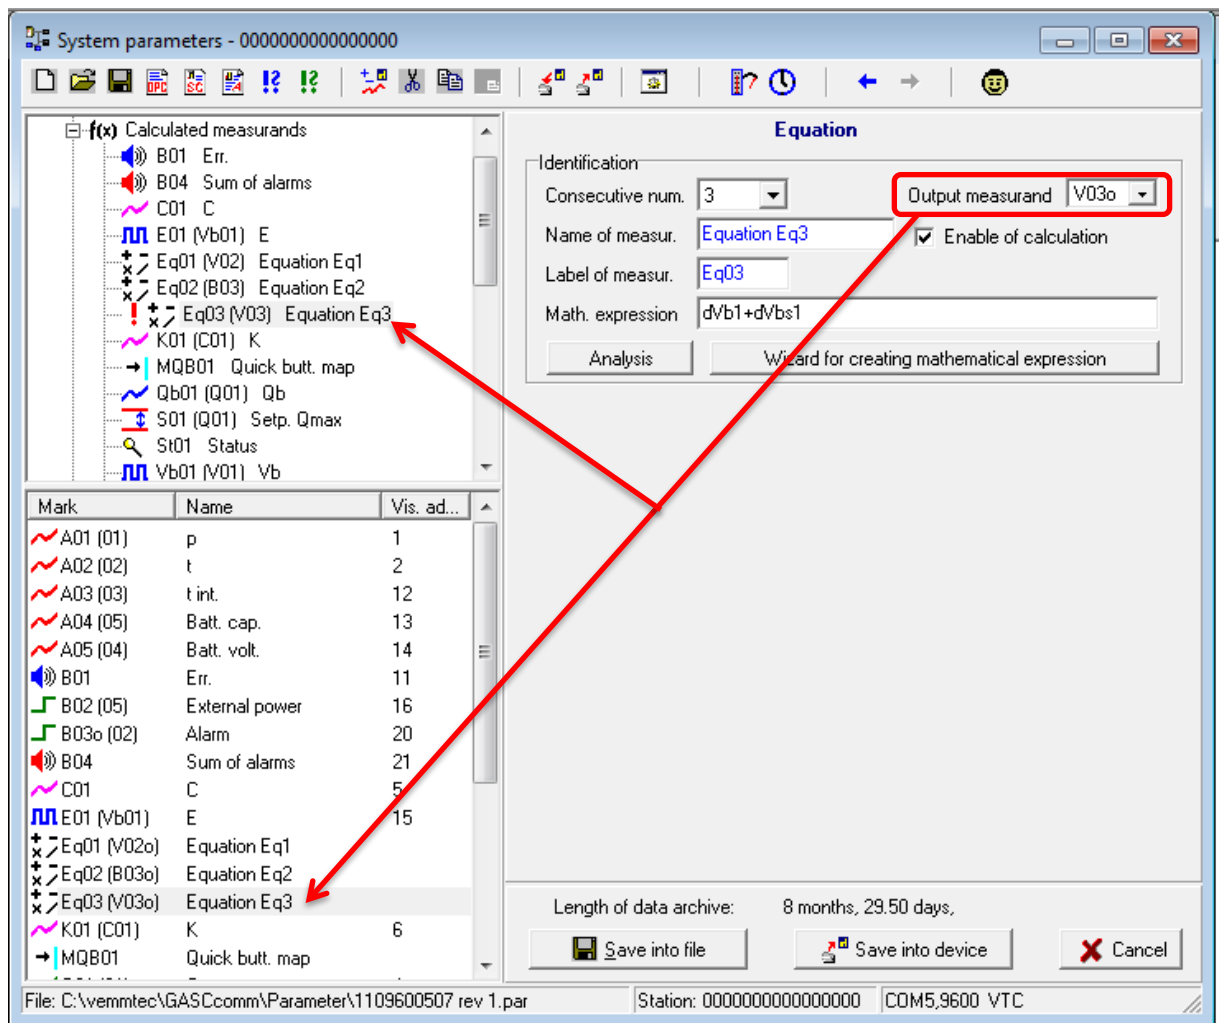 System parameters - 0000000000000000
f(x) Calculated measurands
B01 Err.
B04 Sum of alarms
C01 C
E01 (Vb01) E
Eq01 (V02) Equation Eq1
Eq02 (B03) Equation Eq2
Eq03 (V03) Equation Eq3
K01 (C01) K
MQB01 Quick butt. map
Qb01 (Q01) Qb
S01 (Q01) Setp. Qmax
St01 Status
Vb01 (V01) Vb
Mark Name Vis. ad...
A01 (01) p 1
A02 (02) t 2
A03 (03) t int. 12
A04 (05) Batt. cap. 13
A05 (04) Batt. volt. 14
B01 Err. 11
B02 (05) External power 16
B03o (02) Alarm 20
B04 Sum of alarms 21
C01 C 5
E01 (Vb01) E 15
Eq01 (V02o) Equation Eq1
Eq02 (B03o) Equation Eq2
Eq03 (V03o) Equation Eq3
K01 (C01) K 6
MQB01 Quick butt. map
Equation
Identification
Consecutive num. 3 Output measurand V03o
Name of measur. Equation Eq3 Enable of calculation
Label of measur. Eq03
Math. expression dVb1+dVbs1
Analysis Wizard for creating mathematical expression
Length of data archive: 8 months, 29.50 days,
Save into file Save into device Cancel
File: C:\vemmtec\GASCcomm\Parameter\1109600507 rev 1.par Station: 0000000000000000 COM5,9600 VTC